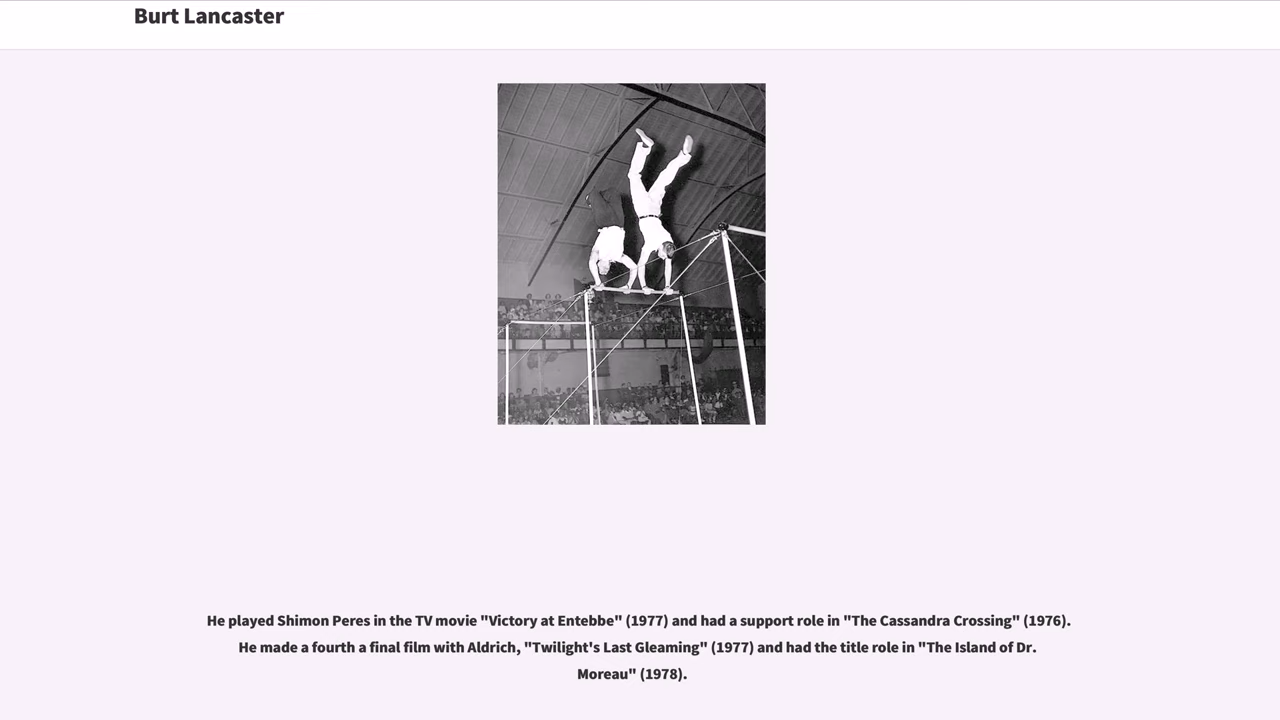 Burt Lancaster
He played Shimon Peres in the TV movie "Victory at Entebbe" (1977) and had a support role in "The Cassandra Crossing" (1976).
He made a fourth a final film with Aldrich, "Twilight's Last Gleaming" (1977) and had the title role in "The Island of Dr.
Moreau" (1978).